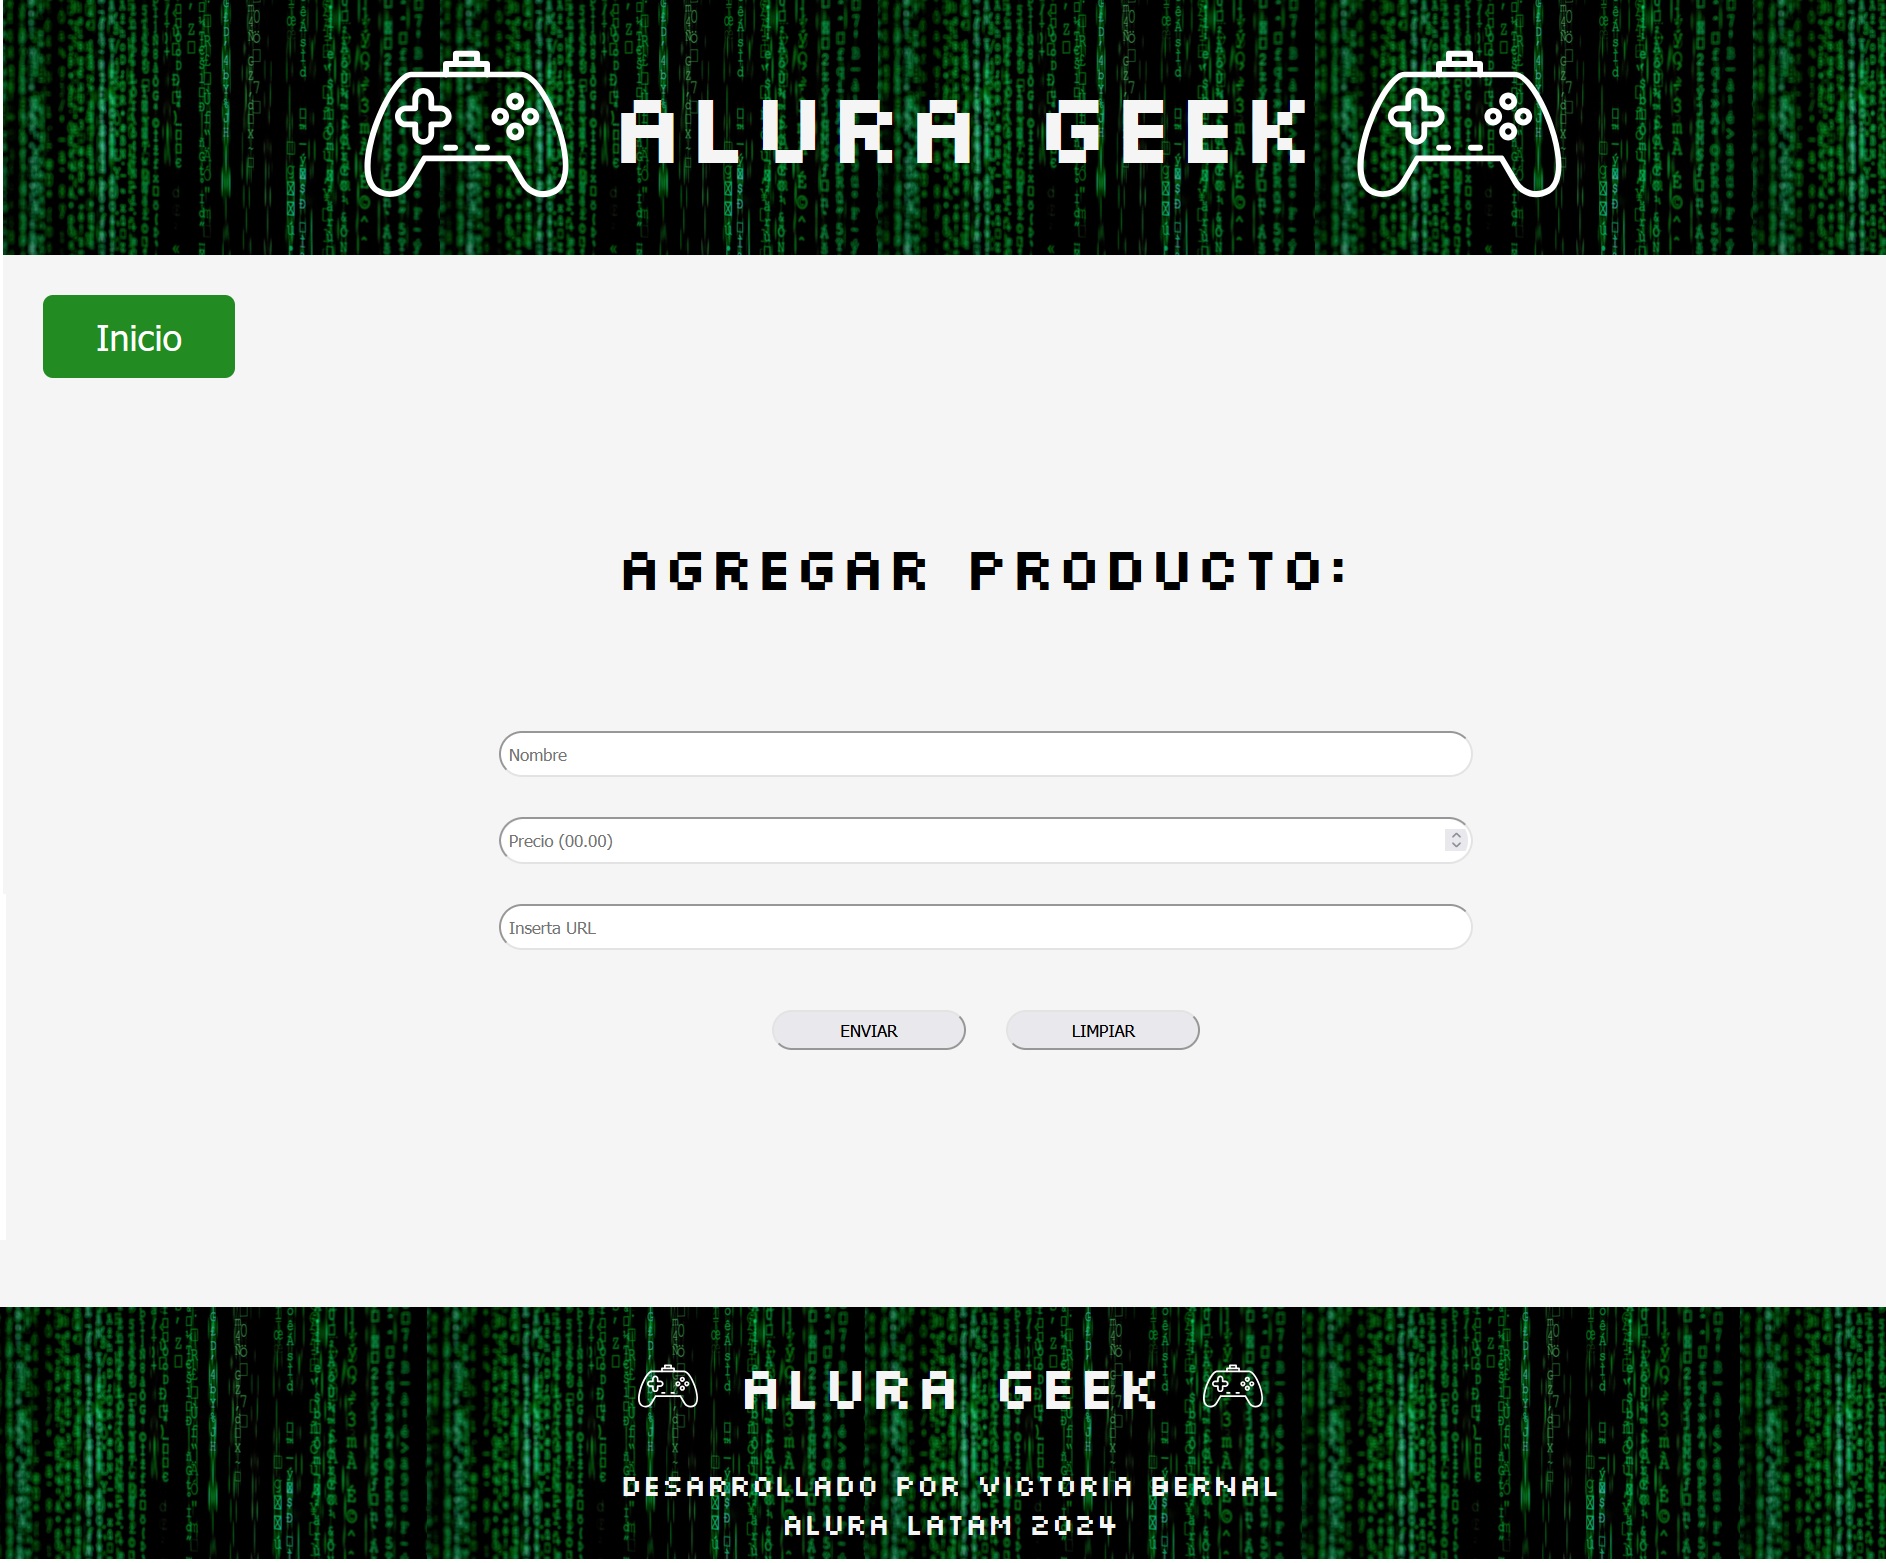 ALURA GEEK
Inicio
AGREGAR PRODUCTO:
Nombre
Precio (00.00)
Inserta URL
ENVIAR LIMPIAR
ALURA GEEK
DESARROLLADO POR VICTORIA BERNAL
ALURA LATAM 2024